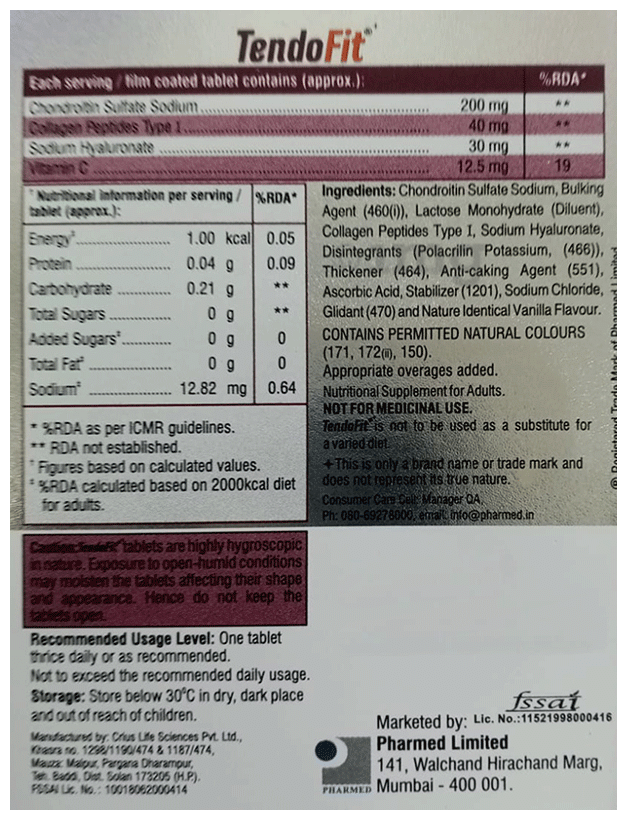 TendoFit®+
Each serving / film coated tablet contains (approx.): %RDA*
Chondroitin Sulfate Sodium........ 200 mg **
Collagen Peptides Type I........ 40 mg **
Sodium Hyaluronate........ 30 mg **
Vitamin C........ 12.5 mg 19
† Nutritional Information per serving / tablet (approx.): %RDA*
Energy‡........ 1.00 kcal 0.05
Protein........ 0.04 g 0.09
Carbohydrate........ 0.21 g **
Total Sugars........ 0 g **
Added Sugars‡........ 0 g 0
Total Fat‡........ 0 g 0
Sodium‡........ 12.82 mg 0.64
* %RDA as per ICMR guidelines.
** RDA not established.
† Figures based on calculated values.
‡ %RDA calculated based on 2000kcal diet
for adults.
Ingredients: Chondroitin Sulfate Sodium, Bulking
Agent (460(i)), Lactose Monohydrate (Diluent),
Collagen Peptides Type I, Sodium Hyaluronate,
Disintegrants (Polacrilin Potassium, (466)),
Thickener (464), Anti-caking Agent (551),
Ascorbic Acid, Stabilizer (1201), Sodium Chloride,
Glidant (470) and Nature Identical Vanilla Flavour.
CONTAINS PERMITTED NATURAL COLOURS
(171, 172(ii), 150).
Appropriate overages added.
Nutritional Supplement for Adults.
NOT FOR MEDICINAL USE.
TendoFit®+ is not to be used as a substitute for
a varied diet.
+This is only a brand name or trade mark and
does not represent its true nature.
Consumer Care Cell: Manager QA,
Ph: 080-69278000, email: info@pharmed.in
® Registered Trade Mark of Pharmed Limited
Caution: TendoFit® tablets are highly hygroscopic
in nature. Exposure to open-humid conditions
may moisten the tablets affecting their shape
and appearance. Hence do not keep the
tablets open.
Recommended Usage Level: One tablet
thrice daily or as recommended.
Not to exceed the recommended daily usage.
Storage: Store below 30°C in dry, dark place
and out of reach of children.
Manufactured by: Crius Life Sciences Pvt. Ltd.,
Khasra no. 1298/1190/474 & 1187/474,
Mauza: Malpur, Pargana Dharampur,
Teh. Baddi, Dist. Solan 173205 (H.P.).
FSSAI Lic. No.: 10018062000414
fssai
Marketed by: Lic. No.:11521998000416
Pharmed Limited
141, Walchand Hirachand Marg,
Mumbai - 400 001.
PHARMED